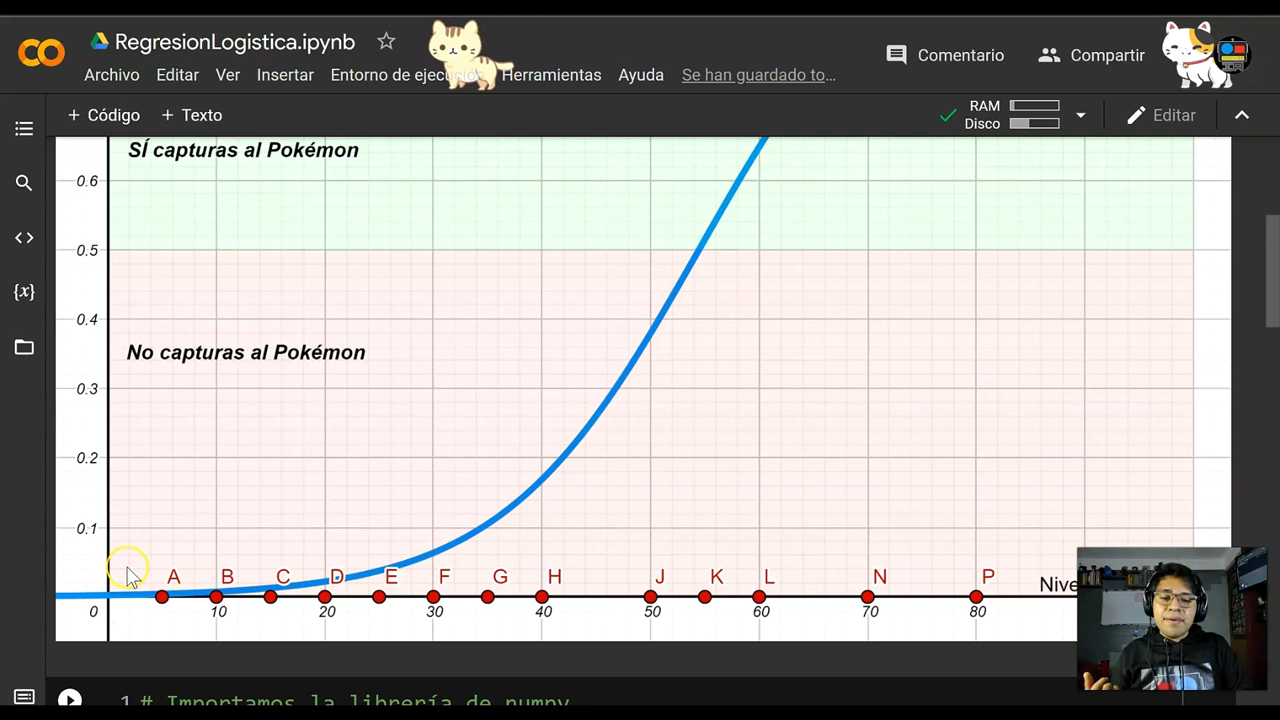 RegresionLogistica.ipynb
Comentario
Compartir
Archivo Editar Ver Insertar Entorno de Herramientas Ayuda Se han guardado to…
+ Código + Texto
RAM
Disco
Editar
SÍ capturas al Pokémon
0.6
0.5
0.4
No capturas al Pokémon
0.3
0.2
0.1
A B C D E F G H J K L N P
Nive
0 10 20 30 40 50 60 70 80
{x}
1 # Importamos la librería de numpy